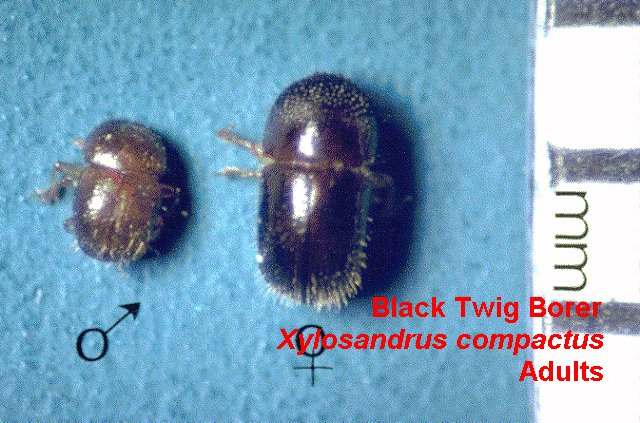 mm
Black Twig Borer
Xylosandrus compactus
Adults